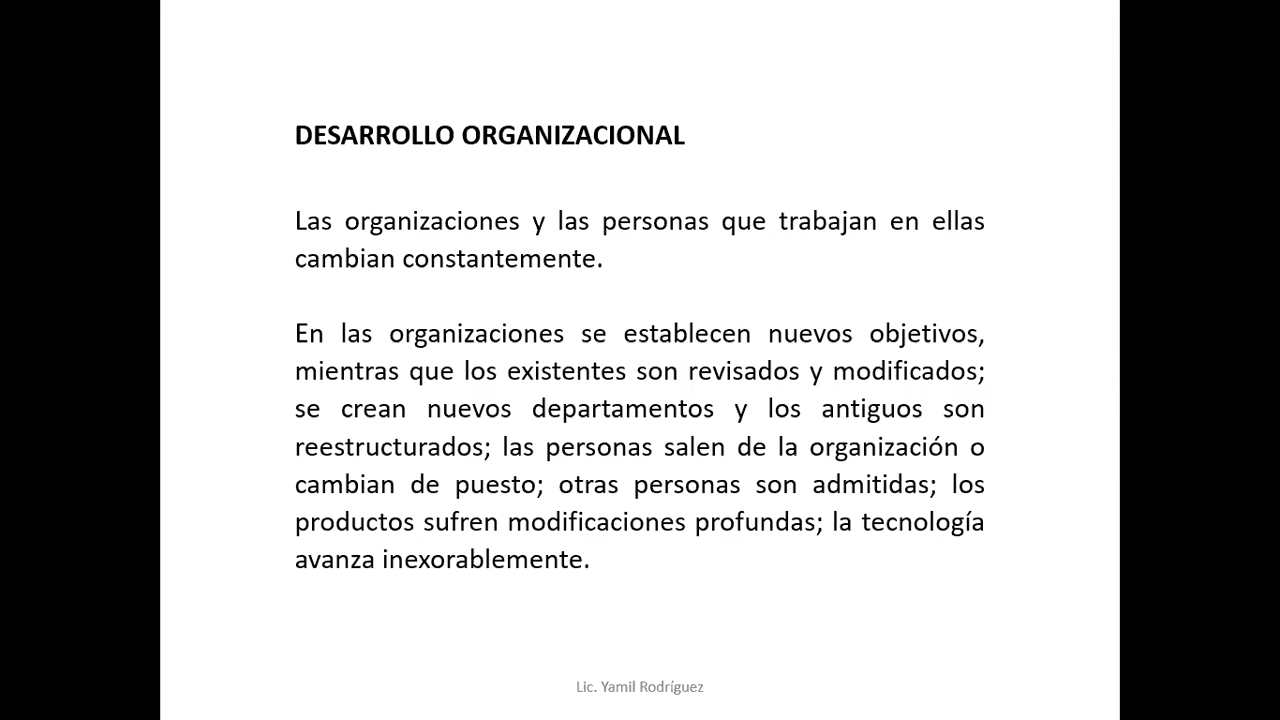 DESARROLLO ORGANIZACIONAL
Las organizaciones y las personas que trabajan en ellas
cambian constantemente.
En las organizaciones se establecen nuevos objetivos,
mientras que los existentes son revisados y modificados;
se crean nuevos departamentos y los antiguos son
reestructurados; las personas salen de la organización o
cambian de puesto; otras personas son admitidas; los
productos sufren modificaciones profundas; la tecnología
avanza inexorablemente.
Lic. Yamil Rodríguez